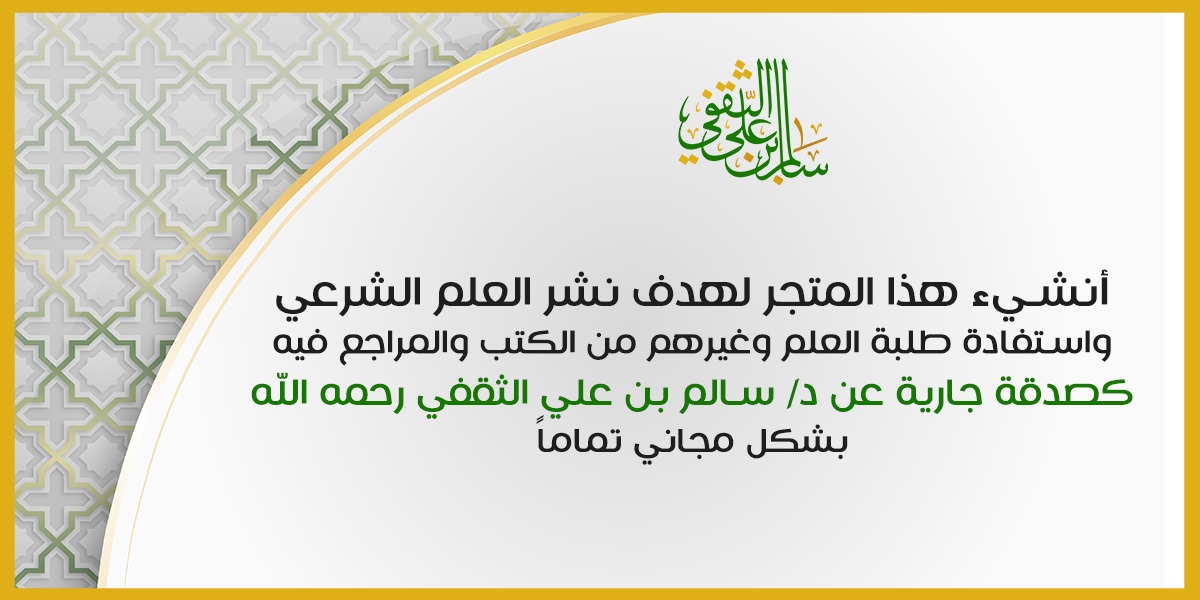 سالم بن علي الثقفي
أنشيء هذا المتجر لهدف نشر العلم الشرعي
واستفادة طلبة العلم وغيرهم من الكتب والمراجع فيه
كصدقة جارية عن د/ سالم بن علي الثقفي رحمه الله
بشكل مجاني تماماً